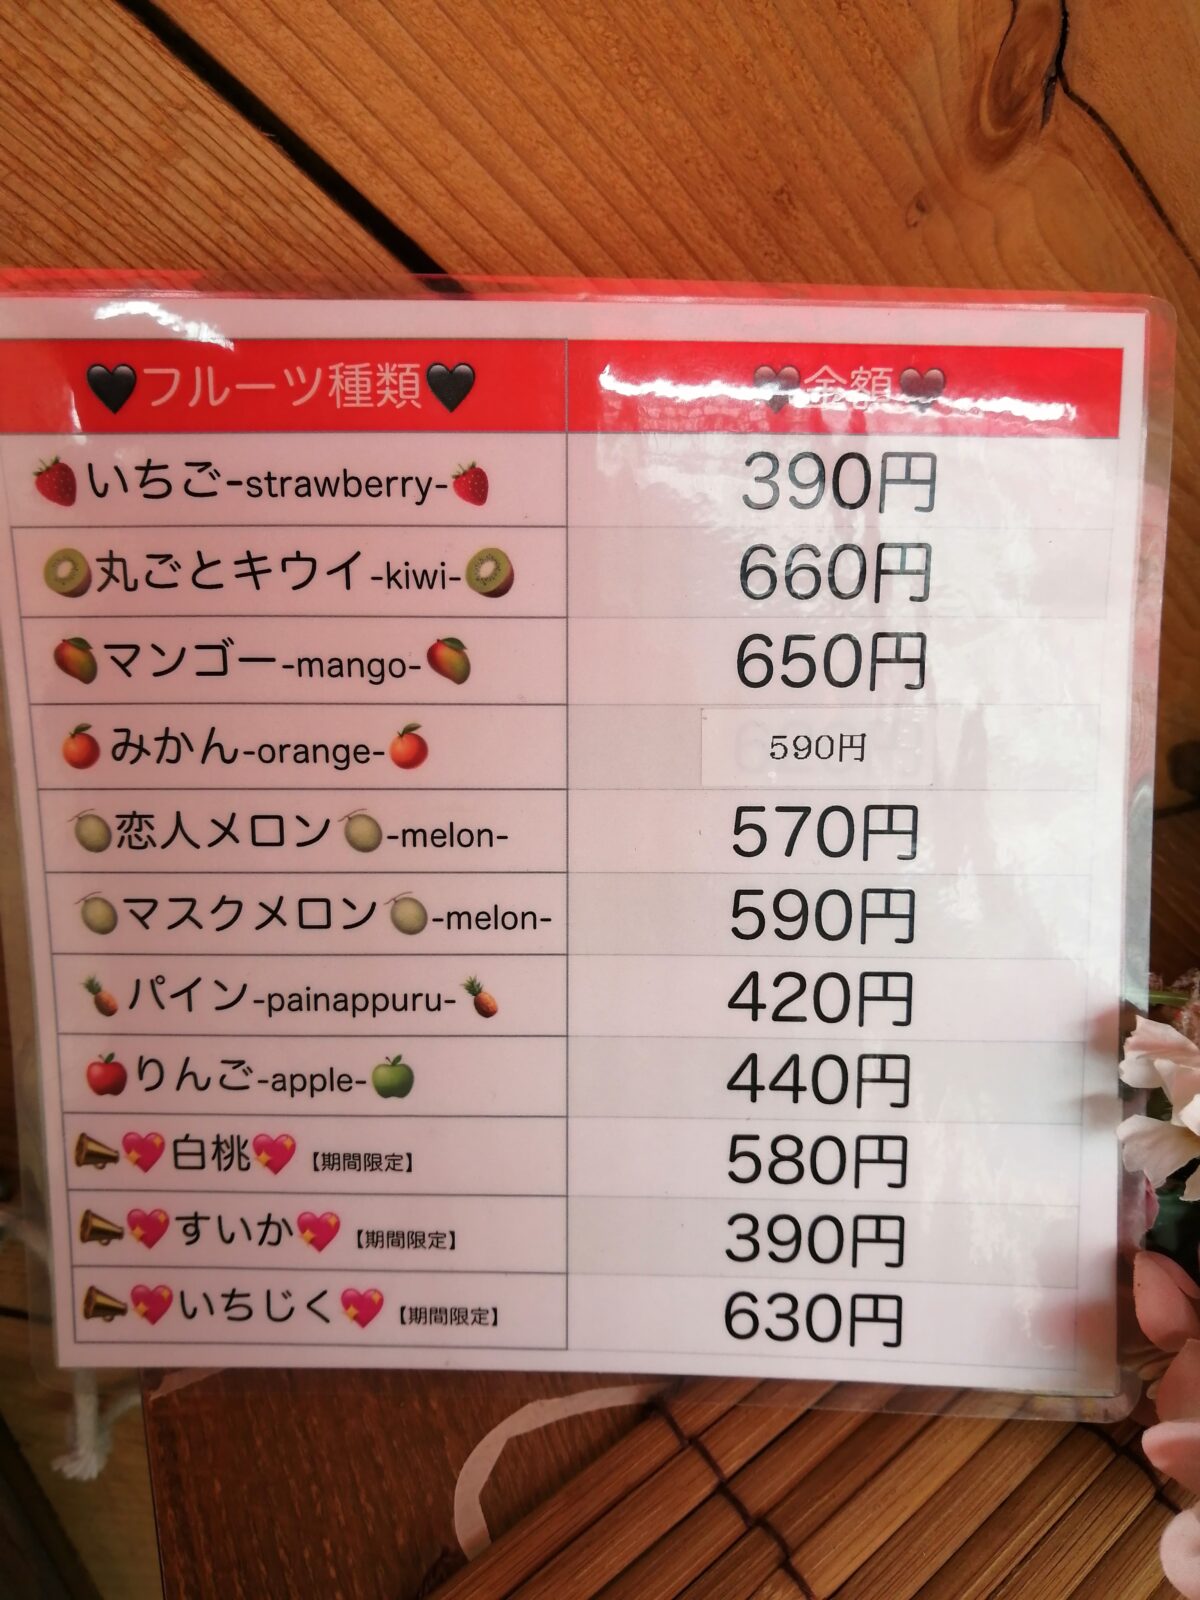 🖤フルーツ種類🖤 🖤金額🖤
🍓いちご-strawberry-🍓 390円
🥝丸ごとキウイ-kiwi-🥝 660円
🥭マンゴー-mango-🥭 650円
🍊みかん-orange-🍊 590円
🍈恋人メロン🍈-melon- 570円
🍈マスクメロン🍈-melon- 590円
🍍パイン-painappuru-🍍 420円
🍎りんご-apple-🍏 440円
📣💖白桃💖【期間限定】 580円
📣💖すいか💖【期間限定】 390円
📣💖いちじく💖【期間限定】 630円